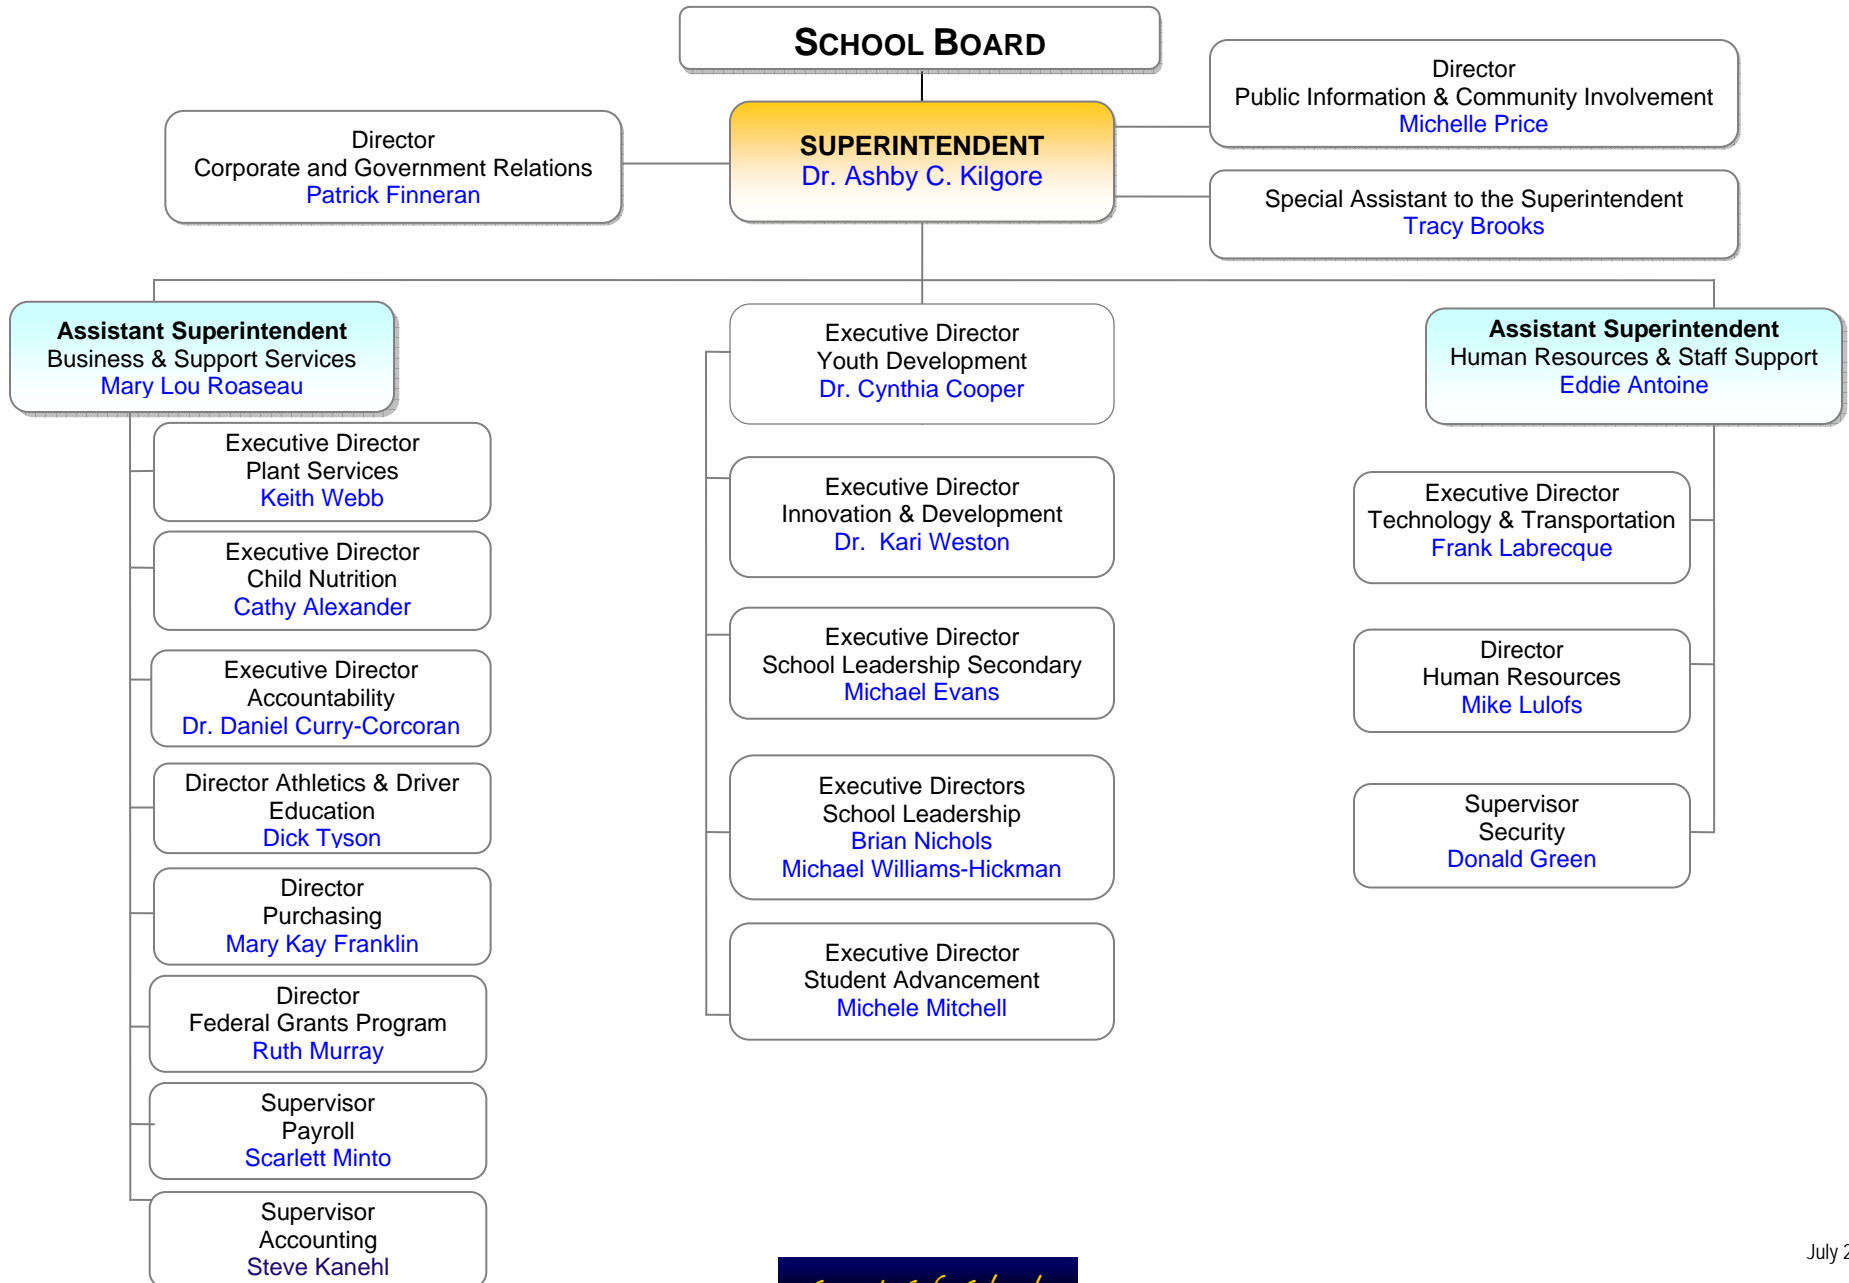 SCHOOL BOARD
Director
Public Information & Community Involvement
Michelle Price
Director
Corporate and Government Relations
Patrick Finneran
SUPERINTENDENT
Dr. Ashby C. Kilgore
Special Assistant to the Superintendent
Tracy Brooks
Assistant Superintendent
Business & Support Services
Mary Lou Roaseau
Executive Director
Plant Services
Keith Webb
Executive Director
Child Nutrition
Cathy Alexander
Executive Director
Accountability
Dr. Daniel Curry-Corcoran
Director Athletics & Driver
Education
Dick Tyson
Director
Purchasing
Mary Kay Franklin
Director
Federal Grants Program
Ruth Murray
Supervisor
Payroll
Scarlett Minto
Supervisor
Accounting
Steve Kanehl
Executive Director
Youth Development
Dr. Cynthia Cooper
Executive Director
Innovation & Development
Dr. Kari Weston
Executive Director
School Leadership Secondary
Michael Evans
Executive Directors
School Leadership
Brian Nichols
Michael Williams-Hickman
Executive Director
Student Advancement
Michele Mitchell
Assistant Superintendent
Human Resources & Staff Support
Eddie Antoine
Executive Director
Technology & Transportation
Frank Labrecque
Director
Human Resources
Mike Lulofs
Supervisor
Security
Donald Green
July 2